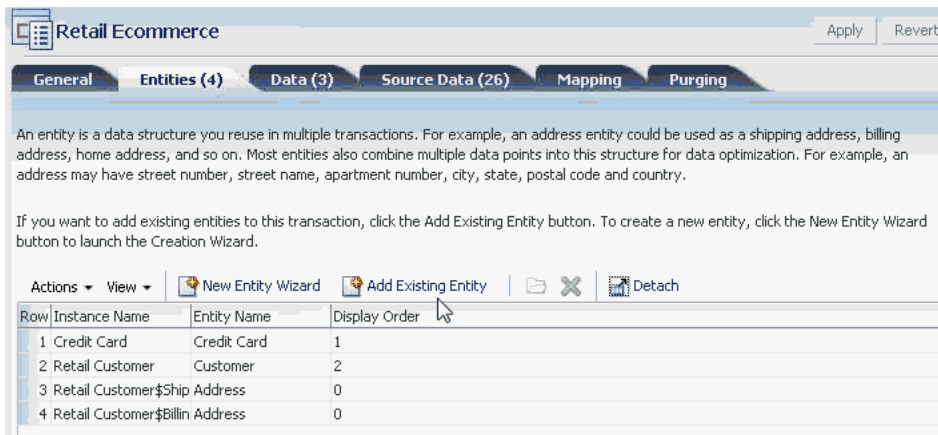 Retail Ecommerce
Apply
Revert
General
Entities (4)
Data (3)
Source Data (26)
Mapping
Purging
An entity is a data structure you reuse in multiple transactions. For example, an address entity could be used as a shipping address, billing
address, home address, and so on. Most entities also combine multiple data points into this structure for data optimization. For example, an
address may have street number, street name, apartment number, city, state, postal code and country.
If you want to add existing entities to this transaction, click the Add Existing Entity button. To create a new entity, click the New Entity Wizard
button to launch the Creation Wizard.
Actions View New Entity Wizard Add Existing Entity Detach
Row Instance Name Entity Name Display Order
1 Credit Card Credit Card 1
2 Retail Customer Customer 2
3 Retail Customer$Ship Address 0
4 Retail Customer$Billin Address 0